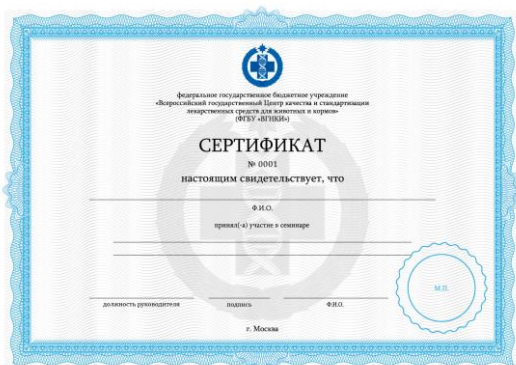 федеральное государственное бюджетное учреждение
«Всероссийский государственный Центр качества и стандартизации
лекарственных средств для животных и кормов»
(ФГБУ «ВГНКИ»)
СЕРТИФИКАТ
№ 0001
настоящим свидетельствует, что
Ф.И.О.
принял(-а) участие в семинаре
М.П.
должность руководителя подпись Ф.И.О.
г. Москва